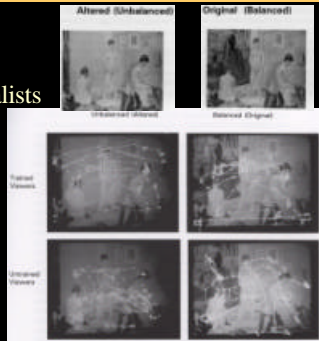 Altered (Unbalanced) Original (Balanced)
lists
Unbalanced (Altered) Balanced (Original)
Trained
Viewers
Untrained
Viewers